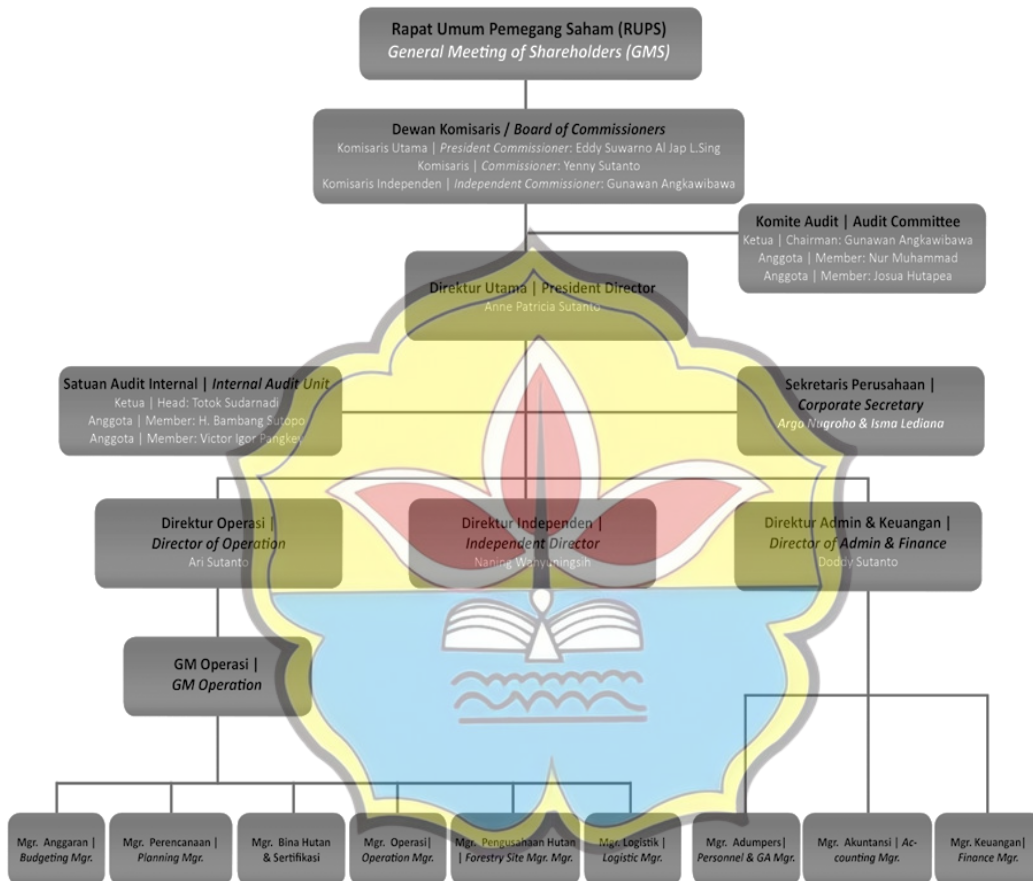 Rapat Umum Pemegang Saham (RUPS)
General Meeting of Shareholders (GMS)
Dewan Komisaris / Board of Commissioners
Komisaris Utama | President Commissioner: Eddy Suwarno Al Jap L.Sing
Komisaris | Commissioner: Yenny Sutanto
Komisaris Independen | Independent Commissioner: Gunawan Angkawibawa
Komite Audit | Audit Committee
Ketua | Chairman: Gunawan Angkawibawa
Anggota | Member: Nur Muhammad
Anggota | Member: Josua Hutapea
Direktur Utama | President Director
Anne Patricia Sutanto
Satuan Audit Internal | Internal Audit Unit
Ketua | Head: Totok Sudarnadi
Anggota | Member: H. Bambang Sutopo
Anggota | Member: Victor Igor Pangkey
Sekretaris Perusahaan |
Corporate Secretary
Argo Nugroho & Isma Lediana
Direktur Operasi |
Director of Operation
Ari Sutanto
Direktur Independen |
Independent Director
Naning Wahyuningsih
Direktur Admin & Keuangan |
Director of Admin & Finance
Doddy Sutanto
GM Operasi |
GM Operation
Mgr. Anggaran |
Budgeting Mgr.
Mgr. Perencanaan |
Planning Mgr.
Mgr. Bina Hutan
& Sertifikasi
Mgr. Operasi|
Operation Mgr.
Mgr. Pengusahaan Hutan
| Forestry Site Mgr. Mgr.
Mgr. Logistik |
Logistic Mgr.
Mgr. Adumpers|
Personnel & GA Mgr.
Mgr. Akuntansi | Ac-
counting Mgr.
Mgr. Keuangan|
Finance Mgr.